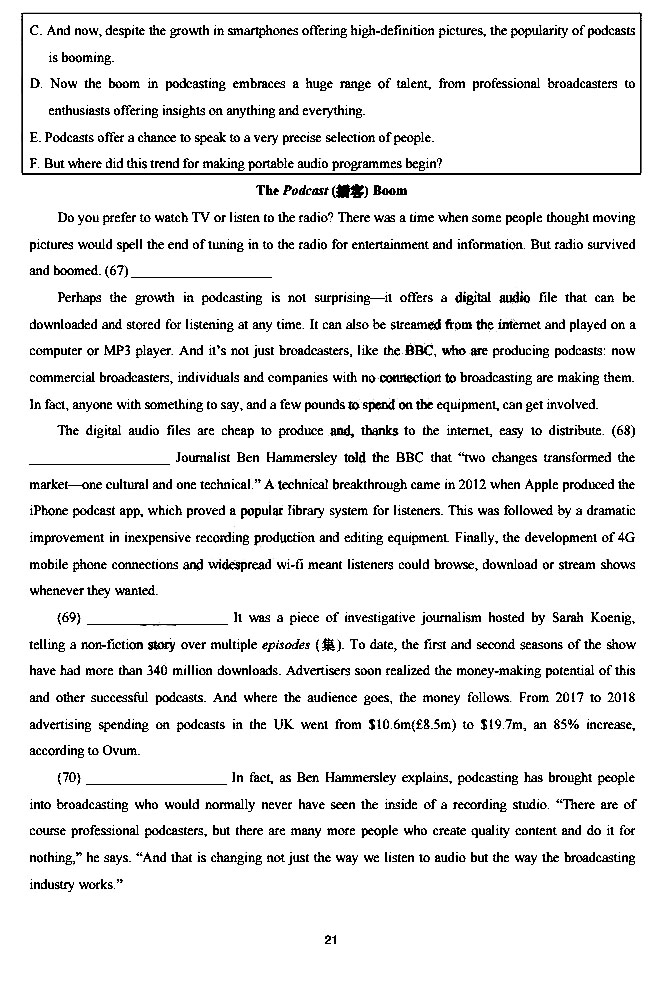 C. And now, despite the growth in smartphones offering high-definition pictures, the popularity of podcasts
is booming.
D. Now the boom in podcasting embraces a huge range of talent, from professional broadcasters to
enthusiasts offering insights on anything and everything.
E. Podcasts offer a chance to speak to a very precise selection of people.
F. But where did this trend for making portable audio programmes begin?
The Podcast (播客) Boom
Do you prefer to watch TV or listen to the radio? There was a time when some people thought moving
pictures would spell the end of tuning in to the radio for entertainment and information. But radio survived
and boomed. (67) ____________________
Perhaps the growth in podcasting is not surprising—it offers a digital audio file that can be
downloaded and stored for listening at any time. It can also be streamed from the internet and played on a
computer or MP3 player. And it's not just broadcasters, like the BBC, who are producing podcasts: now
commercial broadcasters, individuals and companies with no connection to broadcasting are making them.
In fact, anyone with something to say, and a few pounds to spend on the equipment, can get involved.
The digital audio files are cheap to produce and, thanks to the internet, easy to distribute. (68)
____________________ Journalist Ben Hammersley told the BBC that “two changes transformed the
market—one cultural and one technical.” A technical breakthrough came in 2012 when Apple produced the
iPhone podcast app, which proved a popular library system for listeners. This was followed by a dramatic
improvement in inexpensive recording production and editing equipment. Finally, the development of 4G
mobile phone connections and widespread wi-fi meant listeners could browse, download or stream shows
whenever they wanted.
(69) ____________________ It was a piece of investigative journalism hosted by Sarah Koenig,
telling a non-fiction story over multiple episodes (集). To date, the first and second seasons of the show
have had more than 340 million downloads. Advertisers soon realized the money-making potential of this
and other successful podcasts. And where the audience goes, the money follows. From 2017 to 2018
advertising spending on podcasts in the UK went from $10.6m(£8.5m) to $19.7m, an 85% increase,
according to Ovum.
(70) ____________________ In fact, as Ben Hammersley explains, podcasting has brought people
into broadcasting who would normally never have seen the inside of a recording studio. “There are of
course professional podcasters, but there are many more people who create quality content and do it for
nothing,” he says. “And that is changing not just the way we listen to audio but the way the broadcasting
industry works.”
21